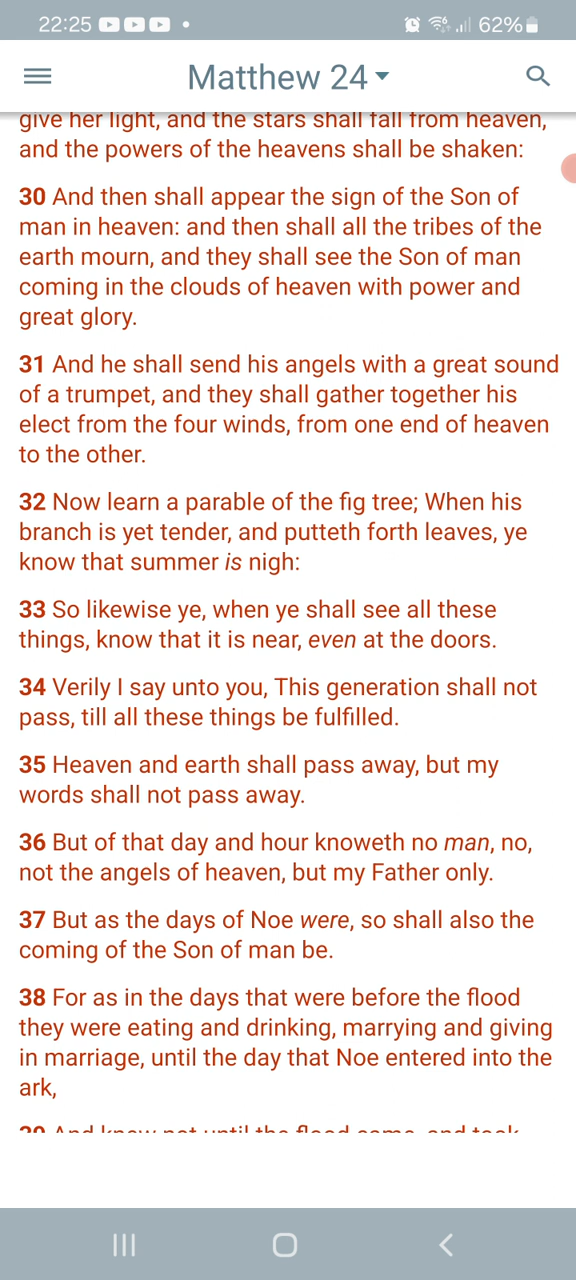 22:25
62%
Matthew 24
give her light, and the stars shall fall from heaven,
and the powers of the heavens shall be shaken:
30 And then shall appear the sign of the Son of
man in heaven: and then shall all the tribes of the
earth mourn, and they shall see the Son of man
coming in the clouds of heaven with power and
great glory.
31 And he shall send his angels with a great sound
of a trumpet, and they shall gather together his
elect from the four winds, from one end of heaven
to the other.
32 Now learn a parable of the fig tree; When his
branch is yet tender, and putteth forth leaves, ye
know that summer is nigh:
33 So likewise ye, when ye shall see all these
things, know that it is near, even at the doors.
34 Verily I say unto you, This generation shall not
pass, till all these things be fulfilled.
35 Heaven and earth shall pass away, but my
words shall not pass away.
36 But of that day and hour knoweth no man, no,
not the angels of heaven, but my Father only.
37 But as the days of Noe were, so shall also the
coming of the Son of man be.
38 For as in the days that were before the flood
they were eating and drinking, marrying and giving
in marriage, until the day that Noe entered into the
ark,
39 And knew not until the flood came, and took